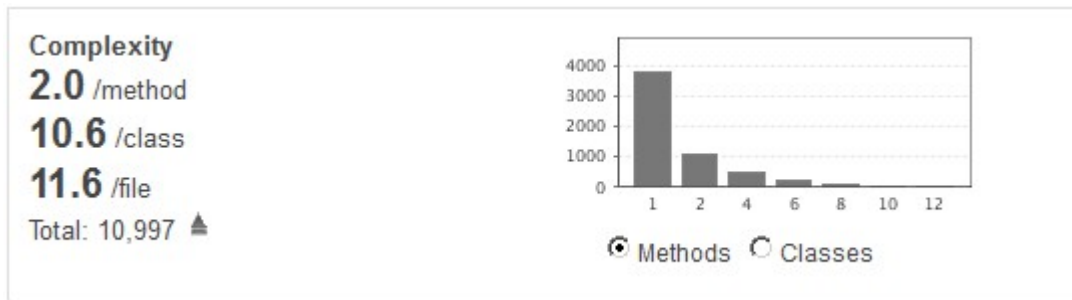 Complexity
2.0 /method
10.6 /class
11.6 /file
Total: 10,997
4000
3000
2000
1000
0
1 2 4 6 8 10 12
Methods Classes